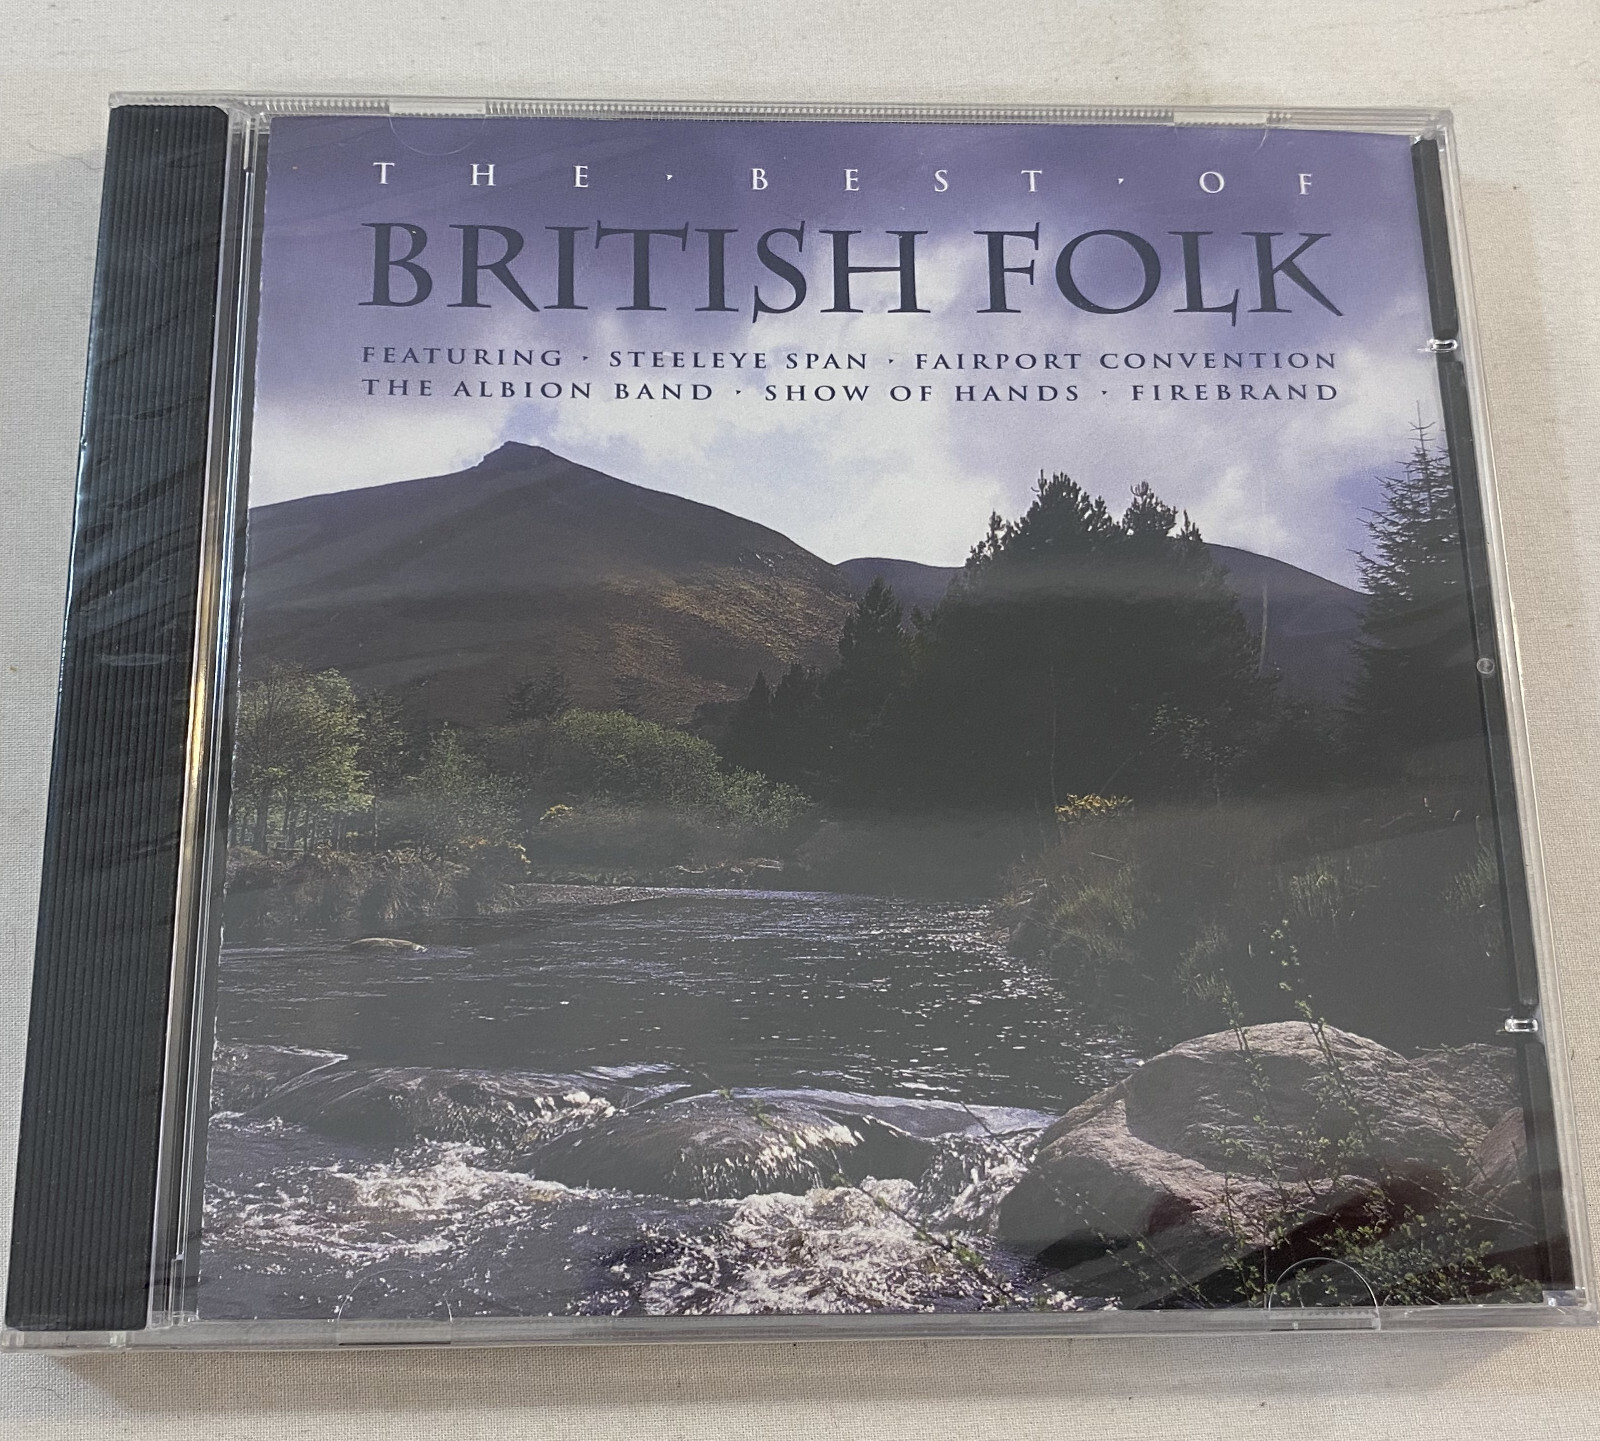 THE · BEST · OF
BRITISH FOLK
FEATURING · STEELEYE SPAN · FAIRPORT CONVENTION
THE ALBION BAND · SHOW OF HANDS · FIREBRAND